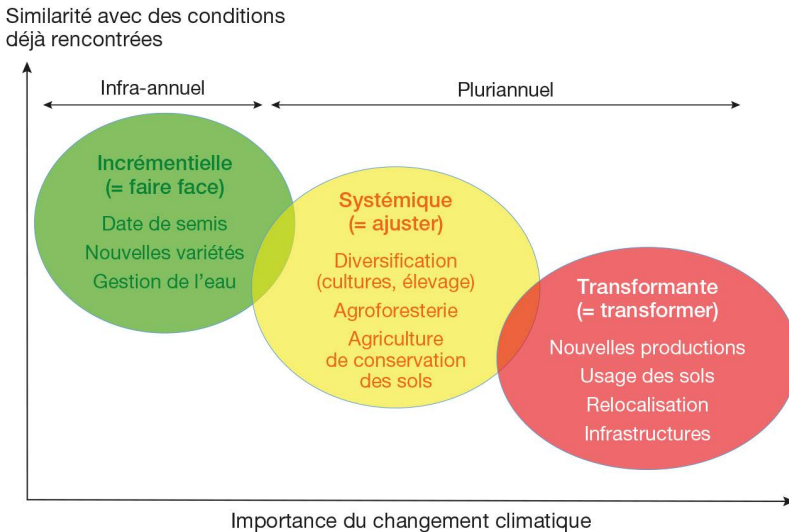 Similarité avec des conditions
déjà rencontrées
Infra-annuel
Pluriannuel
Incrémentielle
(= faire face)
Date de semis
Nouvelles variétés
Gestion de l’eau
Systémique
(= ajuster)
Diversification
(cultures, élevage)
Agroforesterie
Agriculture
de conservation
des sols
Transformante
(= transformer)
Nouvelles productions
Usage des sols
Relocalisation
Infrastructures
Importance du changement climatique